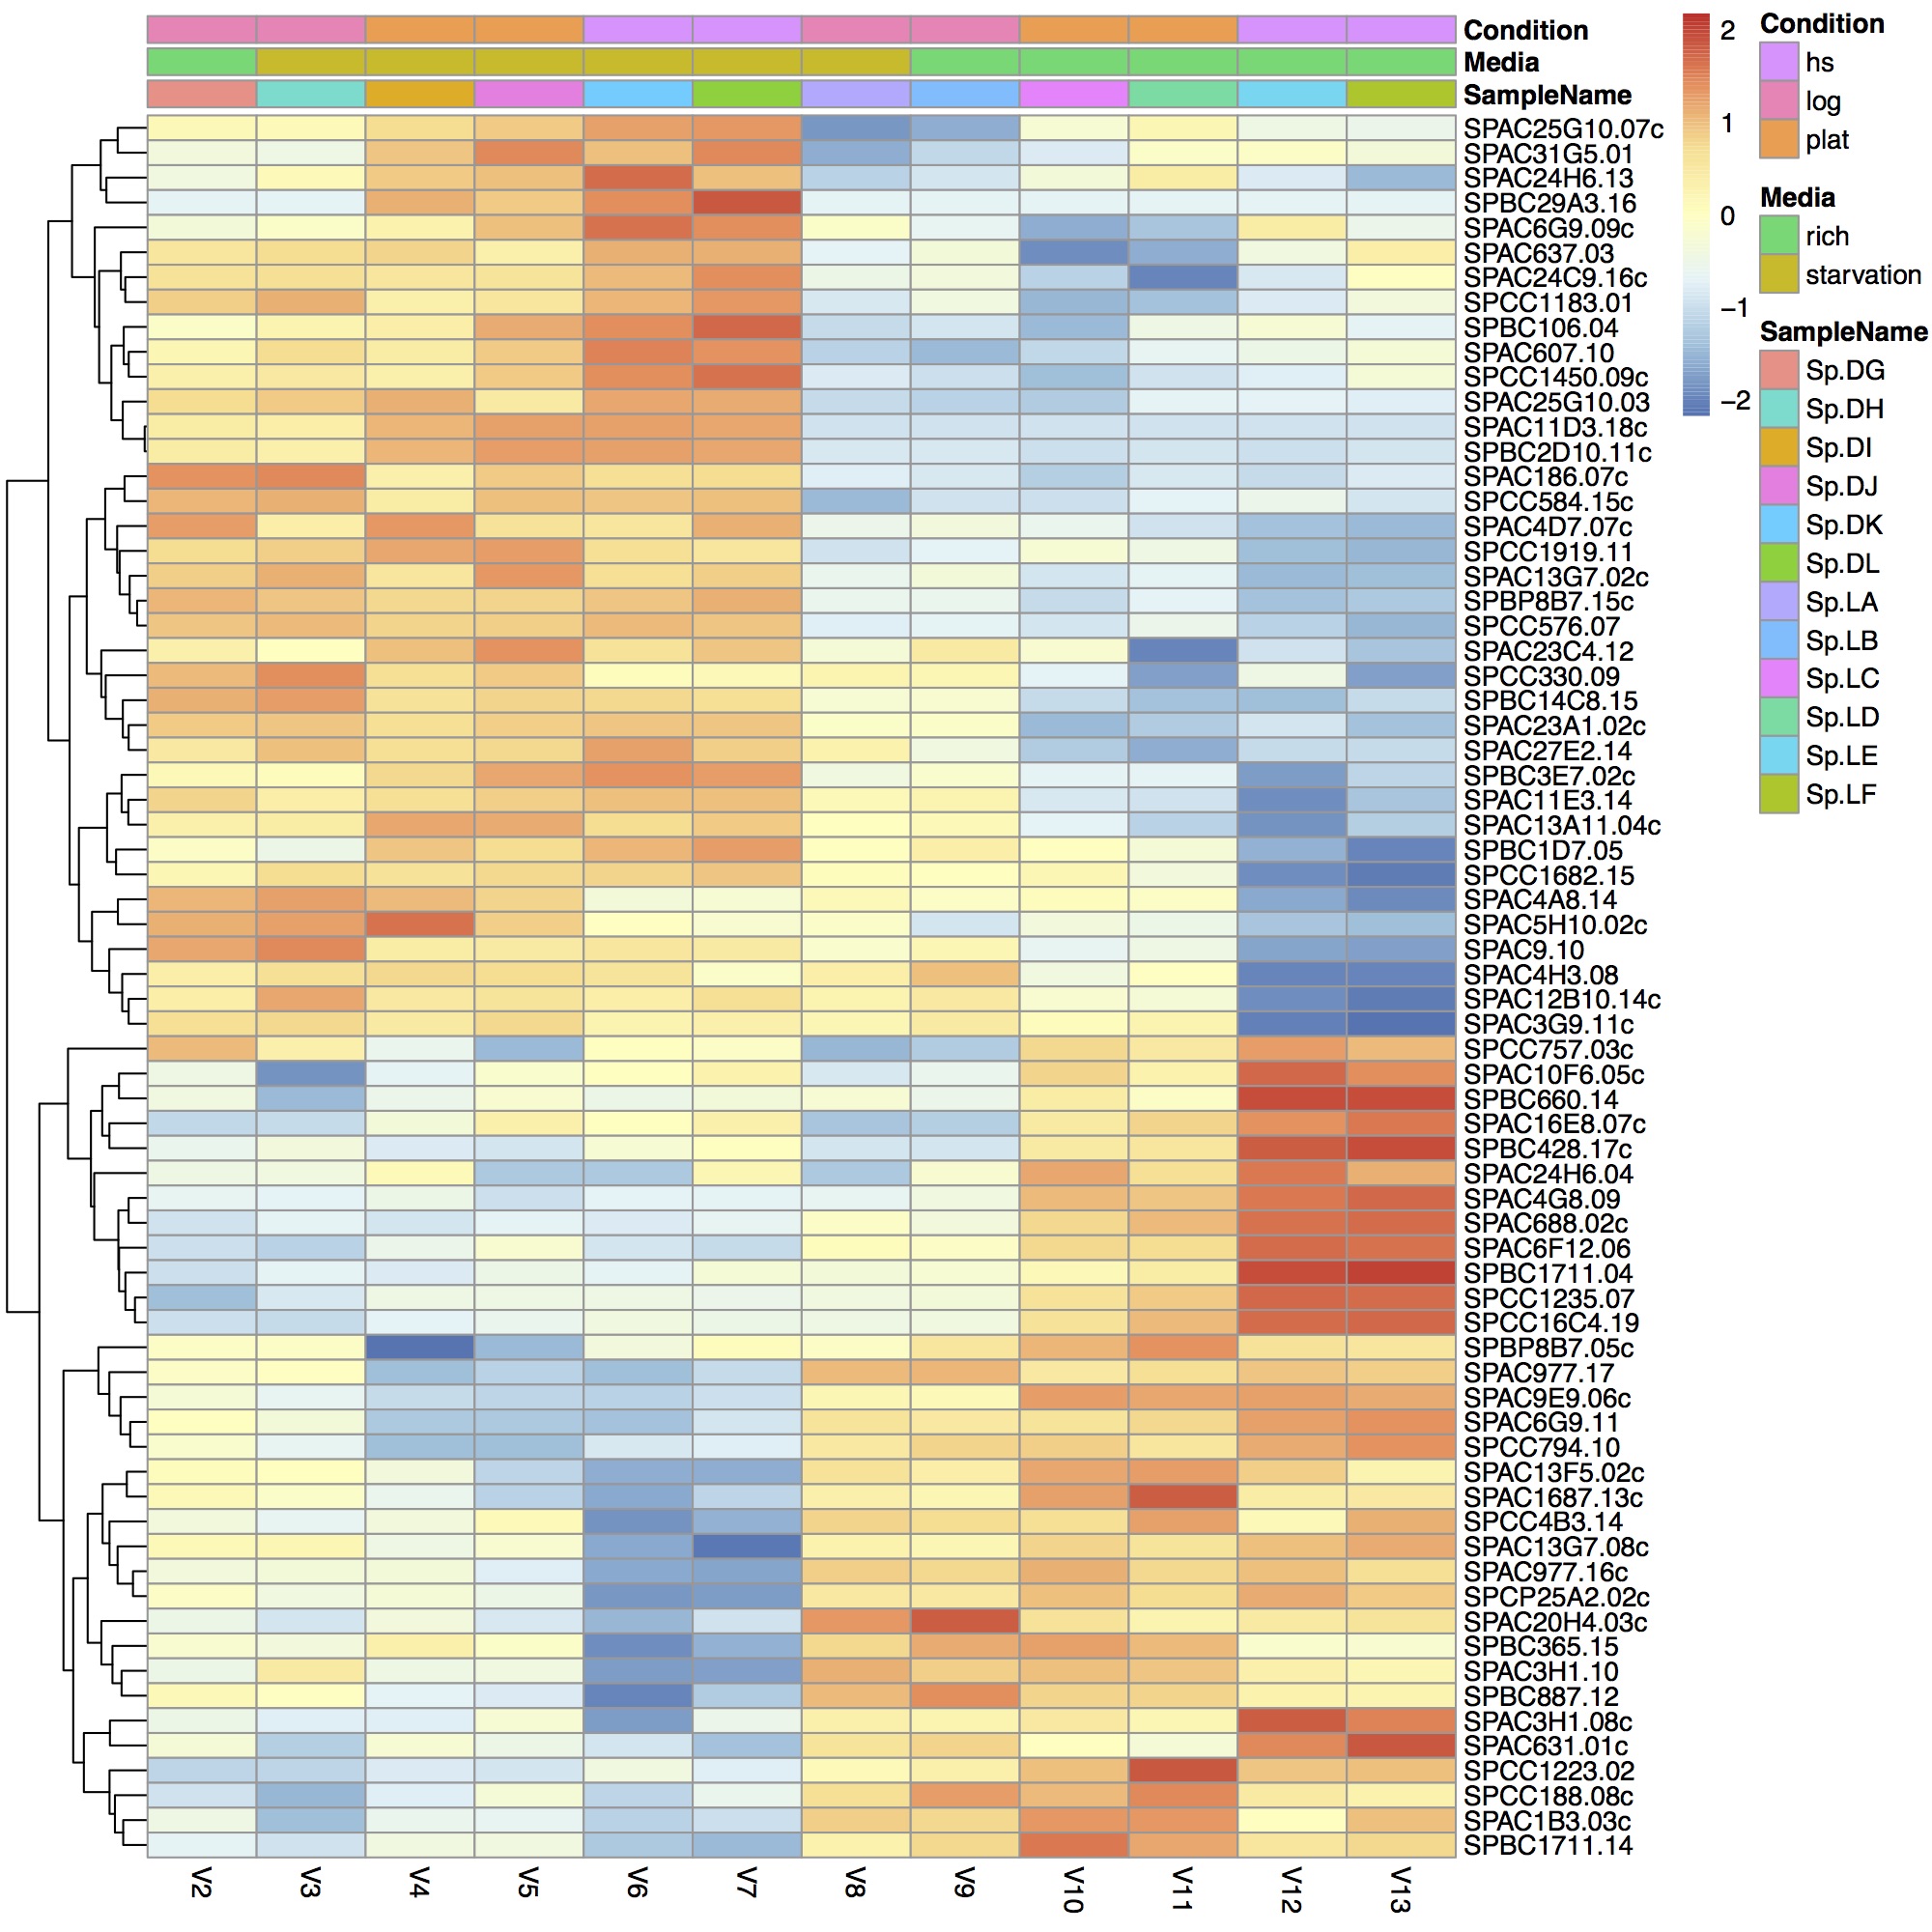 Condition
Media
SampleName
SPAC25G10.07c
SPAC31G5.01
SPAC24H6.13
SPBC29A3.16
SPAC6G9.09c
SPAC637.03
SPAC24C9.16c
SPCC1183.01
SPBC106.04
SPAC607.10
SPCC1450.09c
SPAC25G10.03
SPAC11D3.18c
SPBC2D10.11c
SPAC186.07c
SPCC584.15c
SPAC4D7.07c
SPCC1919.11
SPAC13G7.02c
SPBP8B7.15c
SPCC576.07
SPAC23C4.12
SPCC330.09
SPBC14C8.15
SPAC23A1.02c
SPAC27E2.14
SPBC3E7.02c
SPAC11E3.14
SPAC13A11.04c
SPBC1D7.05
SPCC1682.15
SPAC4A8.14
SPAC5H10.02c
SPAC9.10
SPAC4H3.08
SPAC12B10.14c
SPAC3G9.11c
SPCC757.03c
SPAC10F6.05c
SPBC660.14
SPAC16E8.07c
SPBC428.17c
SPAC24H6.04
SPAC4G8.09
SPAC688.02c
SPAC6F12.06
SPBC1711.04
SPCC1235.07
SPCC16C4.19
SPBP8B7.05c
SPAC977.17
SPAC9E9.06c
SPAC6G9.11
SPCC794.10
SPAC13F5.02c
SPAC1687.13c
SPCC4B3.14
SPAC13G7.08c
SPAC977.16c
SPCP25A2.02c
SPAC20H4.03c
SPBC365.15
SPAC3H1.10
SPBC887.12
SPAC3H1.08c
SPAC631.01c
SPCC1223.02
SPCC188.08c
SPAC1B3.03c
SPBC1711.14
V2
V3
V4
V5
V6
V7
V8
V9
V10
V11
V12
V13
2
1
0
−1
−2
Condition
hs
log
plat
Media
rich
starvation
SampleName
Sp.DG
Sp.DH
Sp.DI
Sp.DJ
Sp.DK
Sp.DL
Sp.LA
Sp.LB
Sp.LC
Sp.LD
Sp.LE
Sp.LF